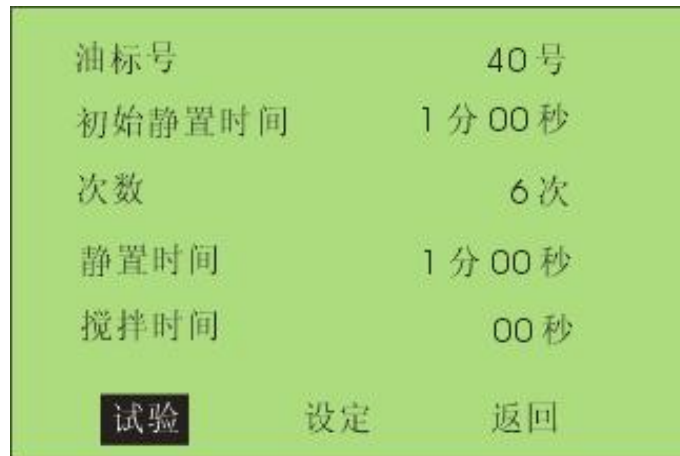 油标号 40号
初始静置时间 1分00秒
次数 6次
静置时间 1分00秒
搅拌时间 00秒
试验 设定 返回